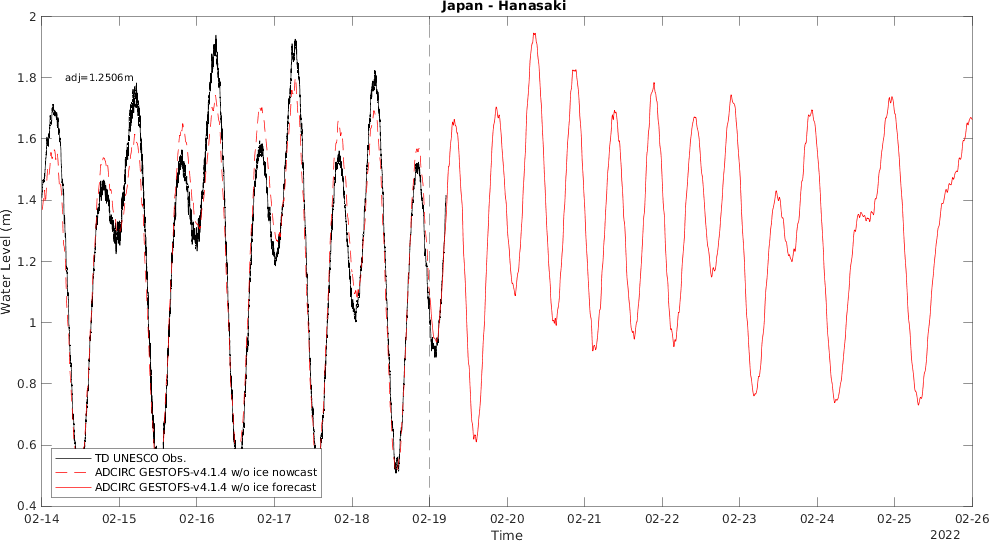 Japan - Hanasaki
2
1.8
1.6
1.4
1.2
1
0.8
0.6
0.4
Water Level (m)
adj=1.2506m
TD UNESCO Obs.
ADCIRC GESTOFS-v4.1.4 w/o ice nowcast
ADCIRC GESTOFS-v4.1.4 w/o ice forecast
02-14 02-15 02-16 02-17 02-18 02-19 02-20 02-21 02-22 02-23 02-24 02-25 02-26
Time
2022